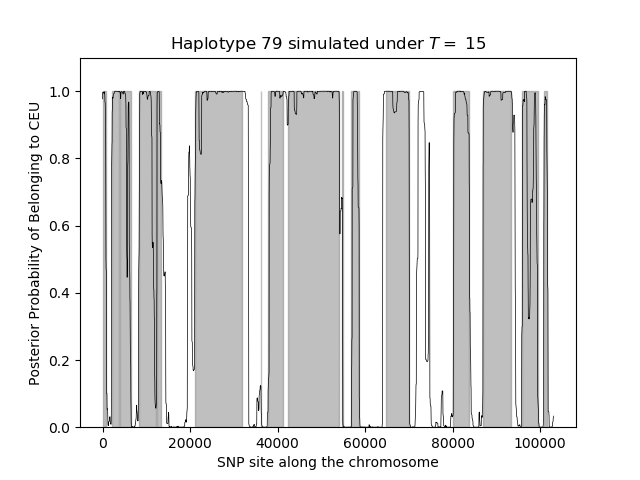 Haplotype 79 simulated under T = 15
1.0
0.8
0.6
0.4
0.2
0.0
Posterior Probability of Belonging to CEU
0 20000 40000 60000 80000 100000
SNP site along the chromosome